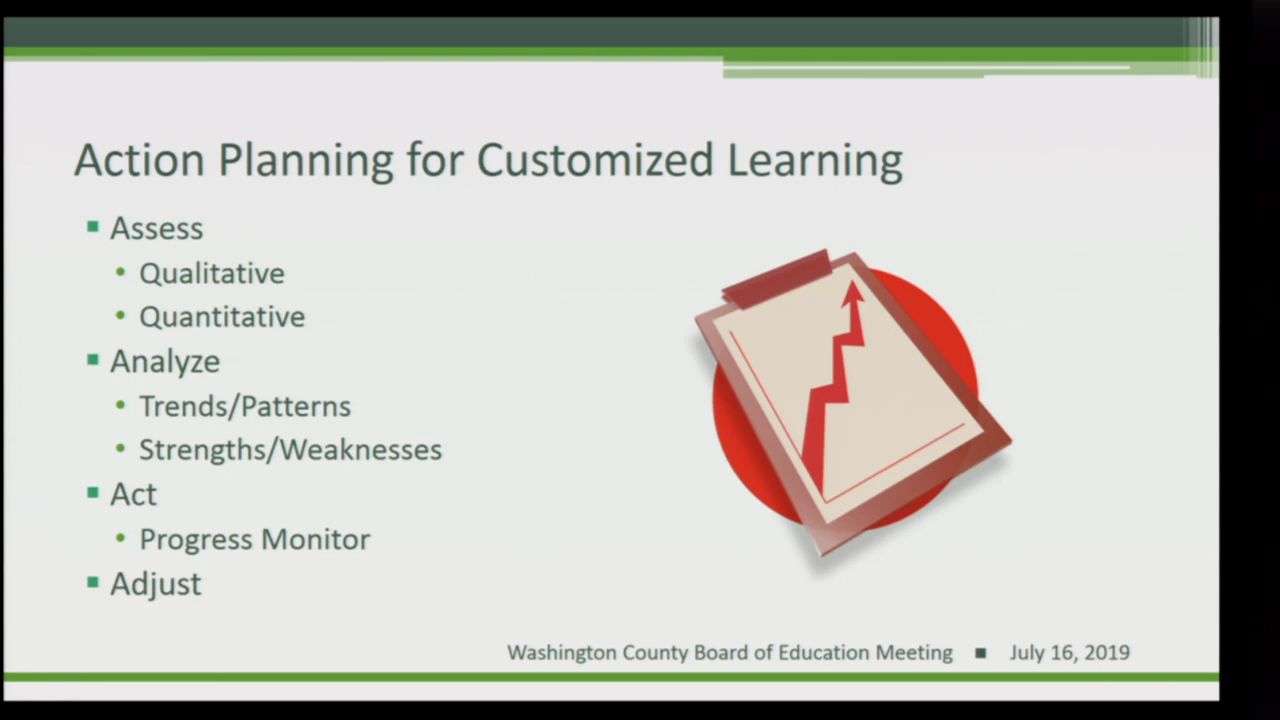 Action Planning for Customized Learning
▪ Assess
• Qualitative
• Quantitative
▪ Analyze
• Trends/Patterns
• Strengths/Weaknesses
▪ Act
• Progress Monitor
▪ Adjust
Washington County Board of Education Meeting ▪ July 16, 2019